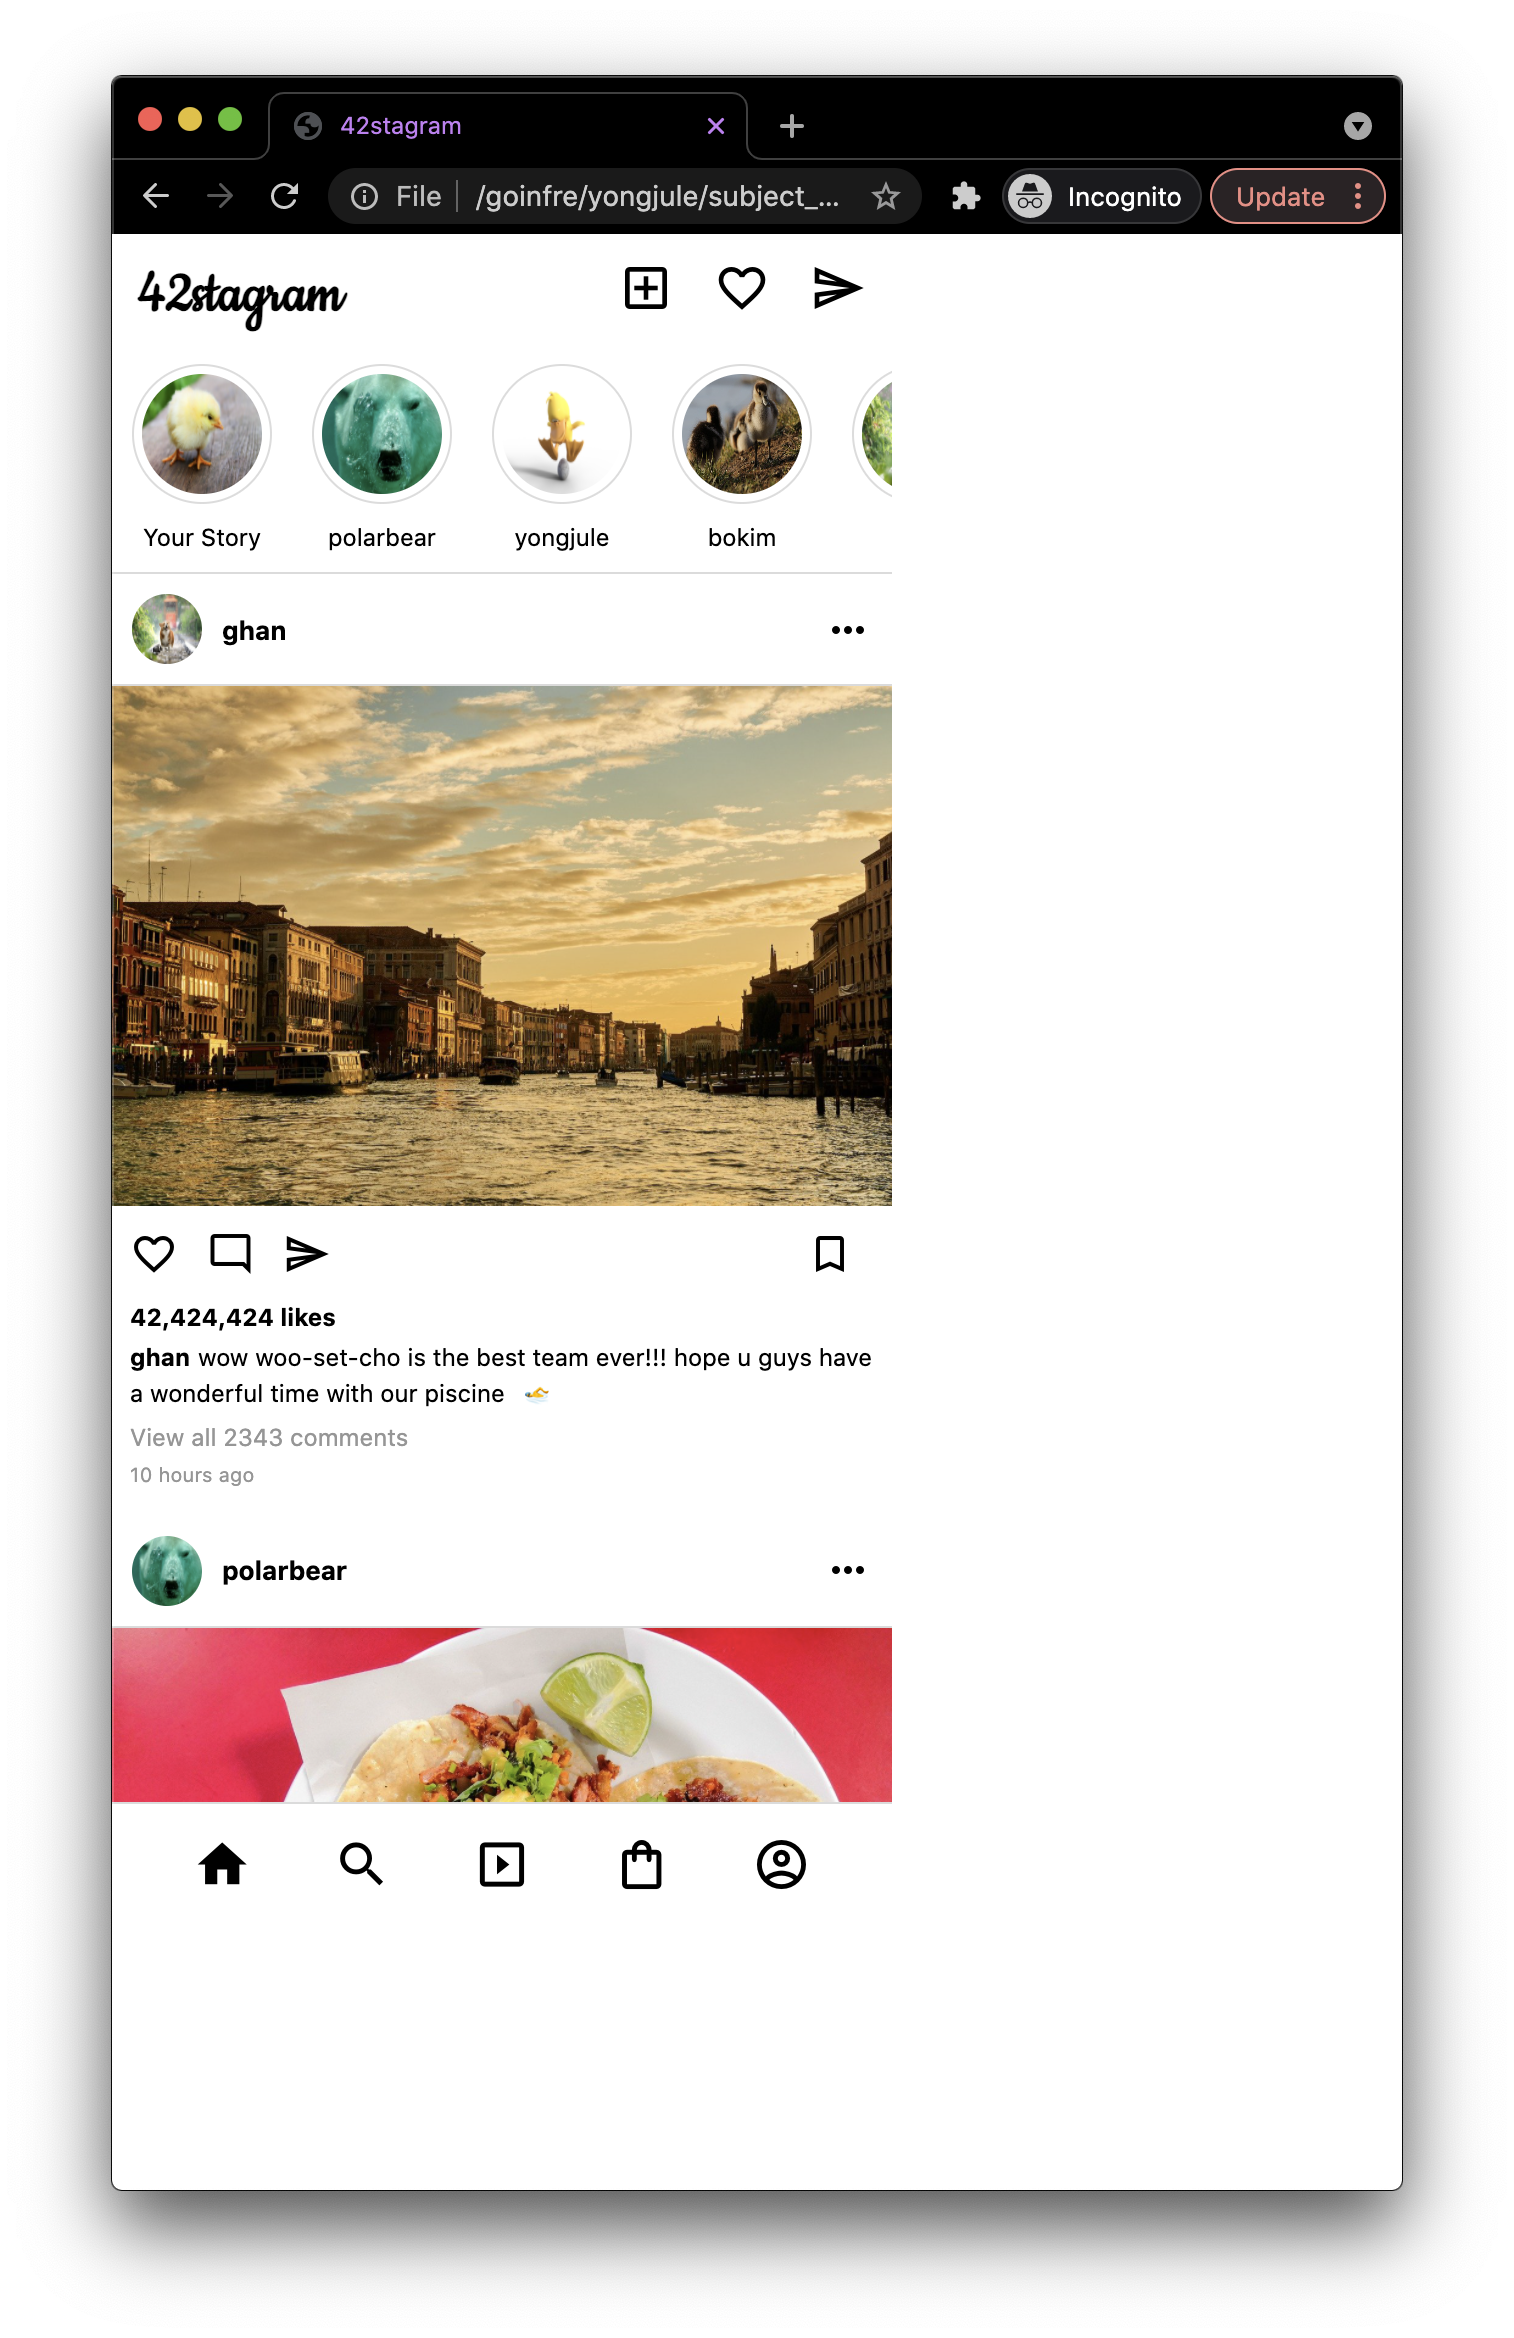 42stagram
File /goinfre/yongjule/subject_... Incognito Update
42stagram
Your Story polarbear yongjule bokim
ghan
42,424,424 likes
ghan wow woo-set-cho is the best team ever!!! hope u guys have
a wonderful time with our piscine 🏊
View all 2343 comments
10 hours ago
polarbear